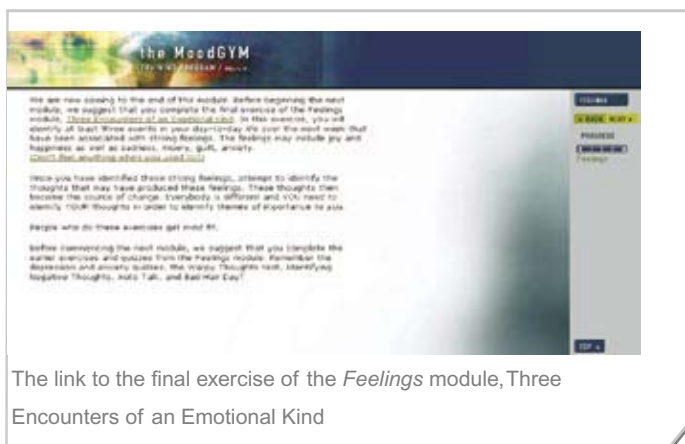 the MoodGYM
TRAINING PROGRAM /
We are now coming to the end of this module. Before beginning the next
module, we suggest that you complete the final exercise of the Feelings
module, Three Encounters of an Emotional Kind. In this exercise, you will
identify at least three events in your day-to-day life over the next week that
have been associated with strong feelings. The feelings may include joy and
happiness as well as sadness, misery, guilt, anxiety.
(Don't feel anything when you used to?)
Once you have identified these strong feelings, attempt to identify the
thoughts that may have produced these feelings. These thoughts then
become the source of change. Everybody is different and YOU need to
identify YOUR thoughts in order to identify themes of importance to you.
People who do these exercises get most fit.
Before commencing the next module, we suggest that you complete the
earlier exercises and quizzes from the Feelings module. Remember the
depression and anxiety quizzes, the Warpy Thoughts test, Identifying
Negative Thoughts, Auto Talk, and Bad Hair Day?
BACK NEXT
PROGRESS
Feelings
TOP
The link to the final exercise of the Feelings module, Three
Encounters of an Emotional Kind